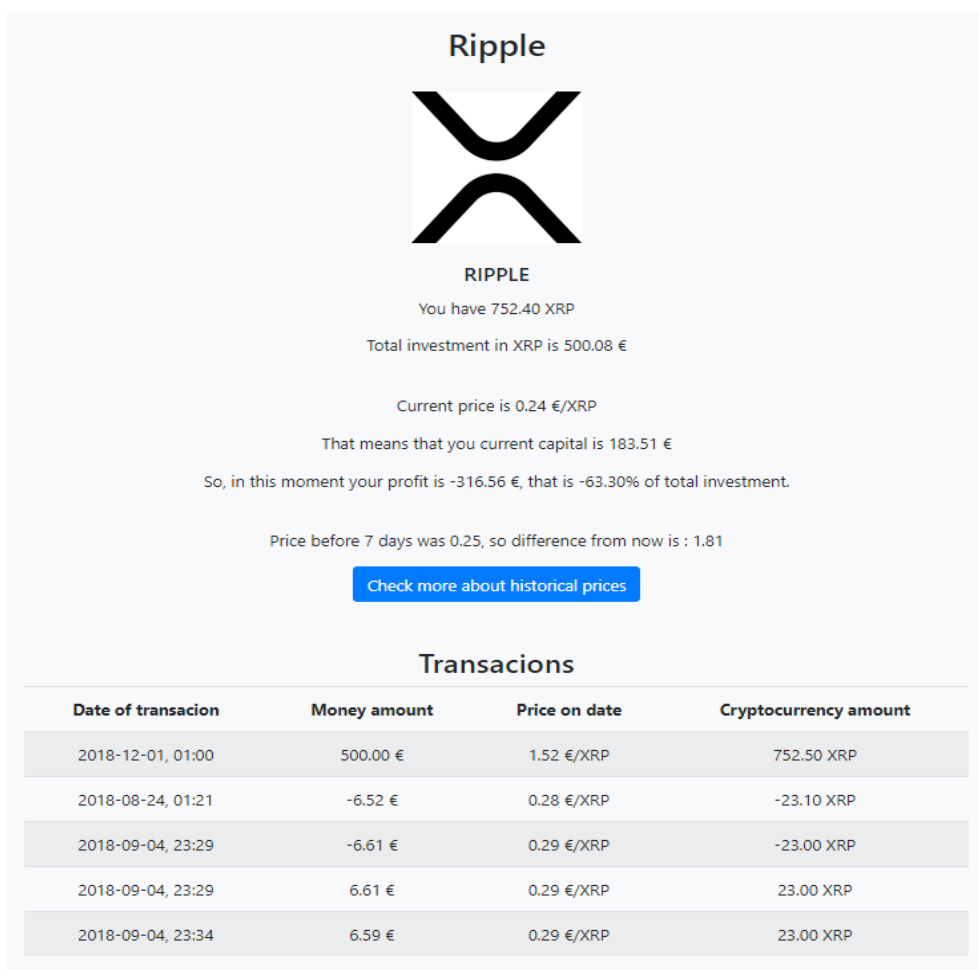 Ripple
RIPPLE
You have 752.40 XRP
Total investment in XRP is 500.08 €
Current price is 0.24 €/XRP
That means that you current capital is 183.51 €
So, in this moment your profit is -316.56 €, that is -63.30% of total investment.
Price before 7 days was 0.25, so difference from now is : 1.81
Check more about historical prices
Transacions
Date of transacion Money amount Price on date Cryptocurrency amount
2018-12-01, 01:00 500.00 € 1.52 €/XRP 752.50 XRP
2018-08-24, 01:21 -6.52 € 0.28 €/XRP -23.10 XRP
2018-09-04, 23:29 -6.61 € 0.29 €/XRP -23.00 XRP
2018-09-04, 23:29 6.61 € 0.29 €/XRP 23.00 XRP
2018-09-04, 23:34 6.59 € 0.29 €/XRP 23.00 XRP